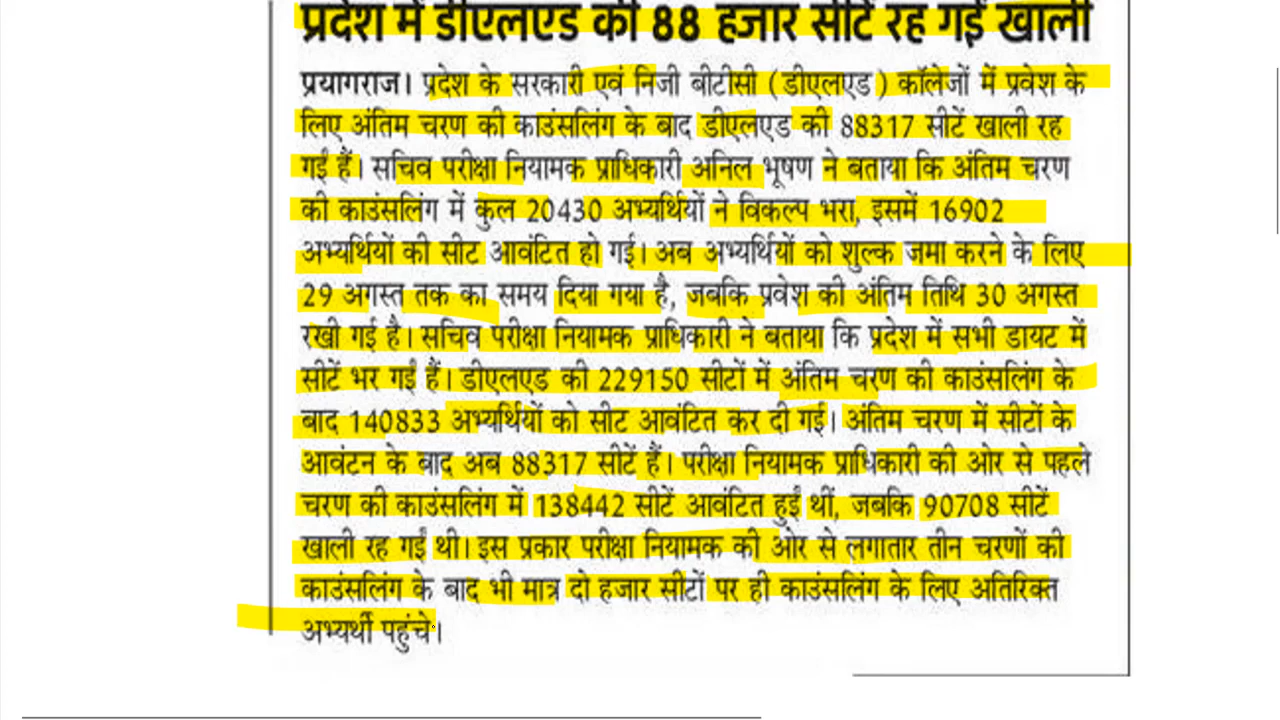 प्रदेश में डीएलएड की 88 हजार सीटें रह गईं खाली
प्रयागराज। प्रदेश के सरकारी एवं निजी बीटीसी (डीएलएड) कॉलेजों में प्रवेश के
लिए अंतिम चरण की काउंसलिंग के बाद डीएलएड की 88317 सीटें खाली रह
गईं हैं। सचिव परीक्षा नियामक प्राधिकारी अनिल भूषण ने बताया कि अंतिम चरण
की काउंसलिंग में कुल 20430 अभ्यर्थियों ने विकल्प भरा, इसमें 16902
अभ्यर्थियों की सीट आवंटित हो गई। अब अभ्यर्थियों को शुल्क जमा करने के लिए
29 अगस्त तक का समय दिया गया है, जबकि प्रवेश की अंतिम तिथि 30 अगस्त
रखी गई है। सचिव परीक्षा नियामक प्राधिकारी ने बताया कि प्रदेश में सभी डायट में
सीटें भर गईं हैं। डीएलएड की 229150 सीटों में अंतिम चरण की काउंसलिंग के
बाद 140833 अभ्यर्थियों को सीट आवंटित कर दी गई। अंतिम चरण में सीटों के
आवंटन के बाद अब 88317 सीटें हैं। परीक्षा नियामक प्राधिकारी की ओर से पहले
चरण की काउंसलिंग में 138442 सीटें आवंटित हुईं थीं, जबकि 90708 सीटें
खाली रह गईं थी। इस प्रकार परीक्षा नियामक की ओर से लगातार तीन चरणों की
काउंसलिंग के बाद भी मात्र दो हजार सीटों पर ही काउंसलिंग के लिए अतिरिक्त
अभ्यर्थी पहुंचे।